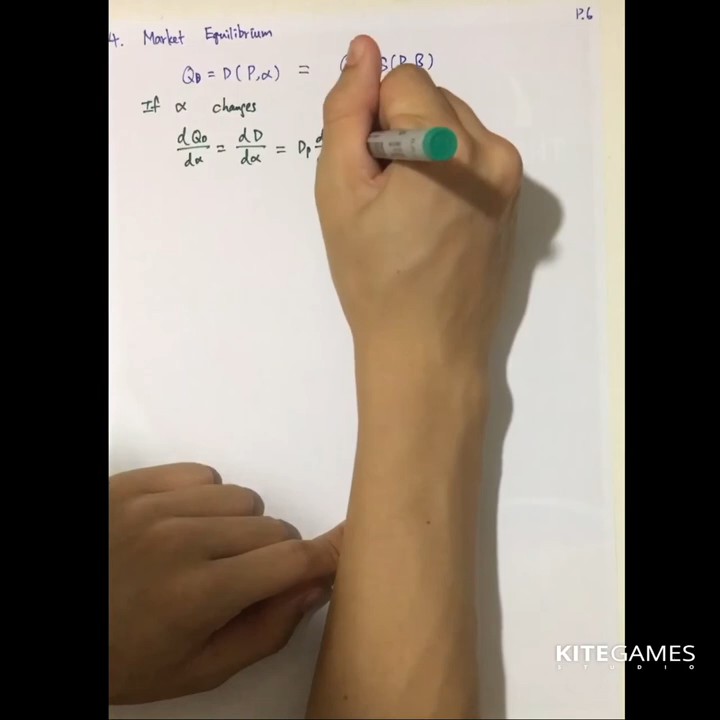 P.6
4. Market Equilibrium
Q_D = D(P,α) = S(P,β)
If α changes
dQ_D/dα = dD/dα = D_P
KITEGAMES
STUDIO